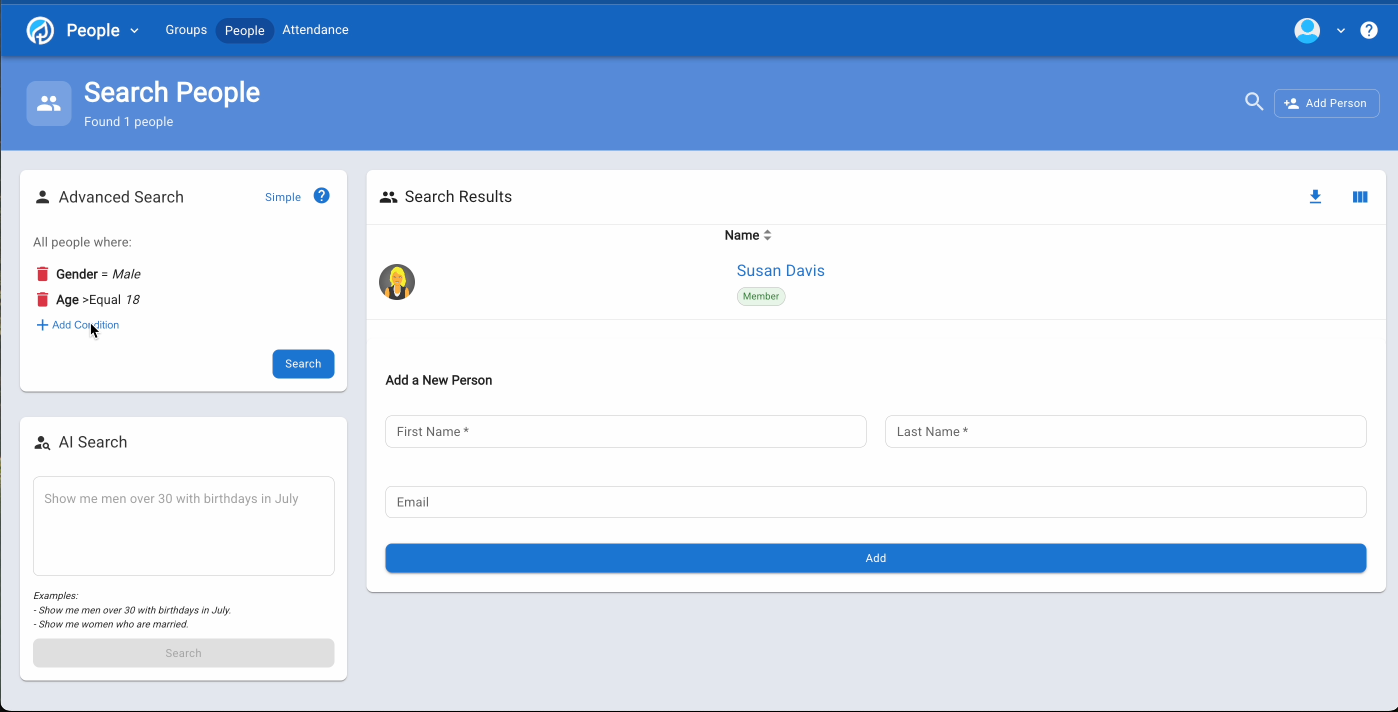 People Groups People Attendance
Search People
Found 1 people
Add Person
Advanced Search Simple
All people where:
Gender = Male
Age >Equal 18
Add Condition
Search
AI Search
Show me men over 30 with birthdays in July
Examples:
- Show me men over 30 with birthdays in July.
- Show me women who are married.
Search
Search Results
Name
Susan Davis
Member
Add a New Person
First Name * Last Name *
Email
Add